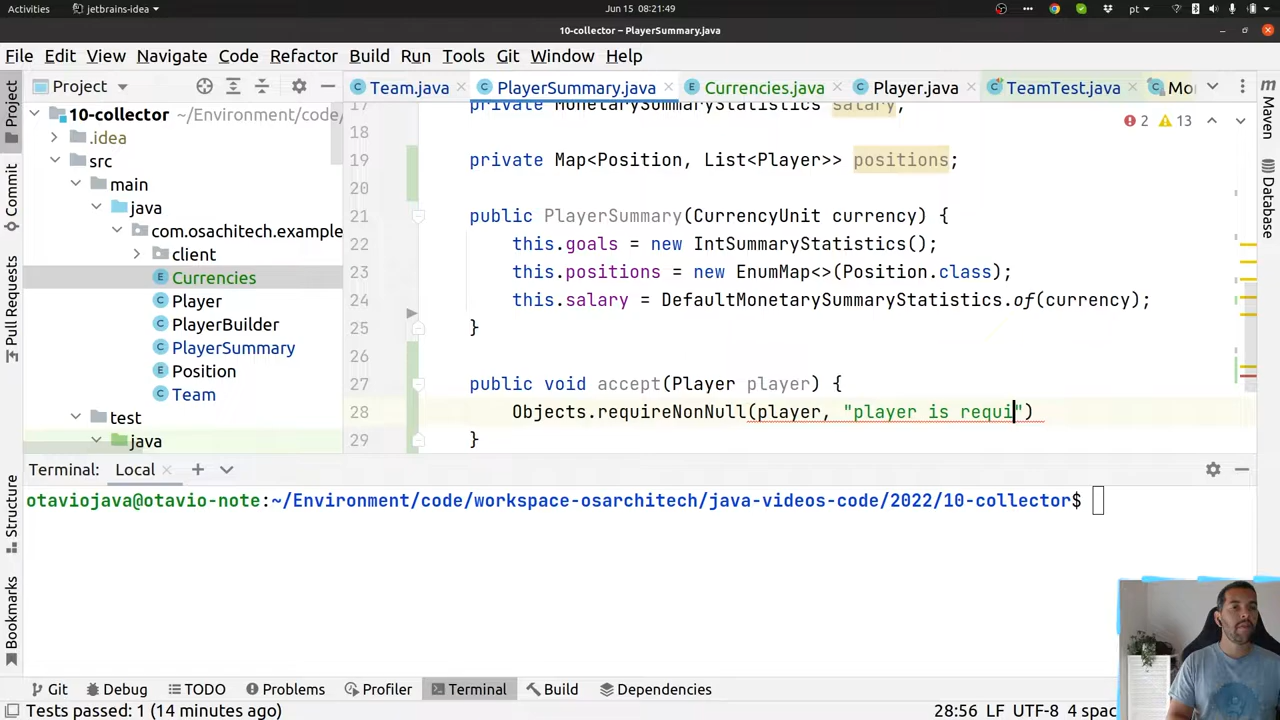 Activities jetbrains-idea Jun 15 08:21:49 pt
10-collector – PlayerSummary.java
File Edit View Navigate Code Refactor Build Run Tools Git Window Help
Project Team.java PlayerSummary.java Currencies.java Player.java TeamTest.java Mo
10-collector ~/Environment/code/
.idea
src
main
java
com.osachitech.example
client
Currencies
Player
PlayerBuilder
PlayerSummary
Position
Team
test
java
17 private MonetarySummaryStatistics salary;
2 13
18
19 private Map<Position, List<Player>> positions;
20
21 public PlayerSummary(CurrencyUnit currency) {
22 this.goals = new IntSummaryStatistics();
23 this.positions = new EnumMap<>(Position.class);
24 this.salary = DefaultMonetarySummaryStatistics.of(currency);
25 }
26
27 public void accept(Player player) {
28 Objects.requireNonNull(player, "player is requi")
29 }
Project
Commit
Pull Requests
Structure
Bookmarks
Maven
Database
Terminal: Local
otaviojava@otavio-note:~/Environment/code/workspace-osarchitech/java-videos-code/2022/10-collector$
Git Debug TODO Problems Profiler Terminal Build Dependencies
Tests passed: 1 (14 minutes ago) 28:56 LF UTF-8 4 spac